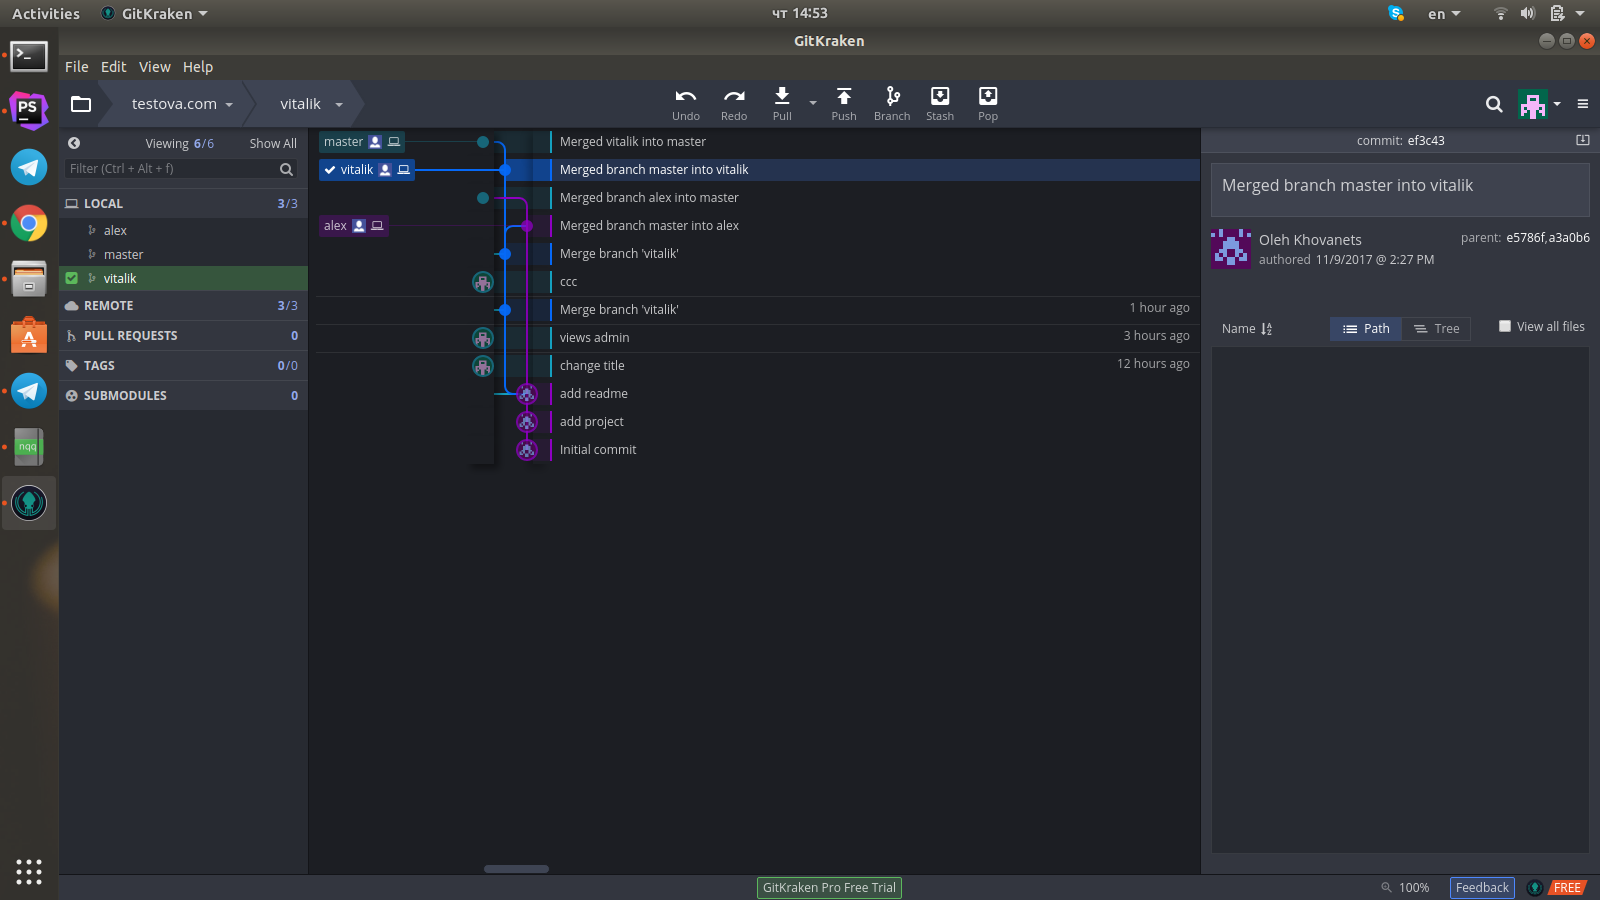 Activities GitKraken чт 14:53 en
GitKraken
File Edit View Help
testova.com vitalik Undo Redo Pull Push Branch Stash Pop
Viewing 6/6 Show All
Filter (Ctrl + Alt + f)
LOCAL 3/3
alex
master
vitalik
REMOTE 3/3
PULL REQUESTS 0
TAGS 0/0
SUBMODULES 0
master Merged vitalik into master
vitalik Merged branch master into vitalik
Merged branch alex into master
alex Merged branch master into alex
Merge branch 'vitalik'
ccc
Merge branch 'vitalik' 1 hour ago
views admin 3 hours ago
change title 12 hours ago
add readme
add project
Initial commit
commit: ef3c43
Merged branch master into vitalik
Oleh Khovanets parent: e5786f,a3a0b6
authored 11/9/2017 @ 2:27 PM
Name Path Tree View all files
PS
nqq
GitKraken Pro Free Trial 100% Feedback FREE